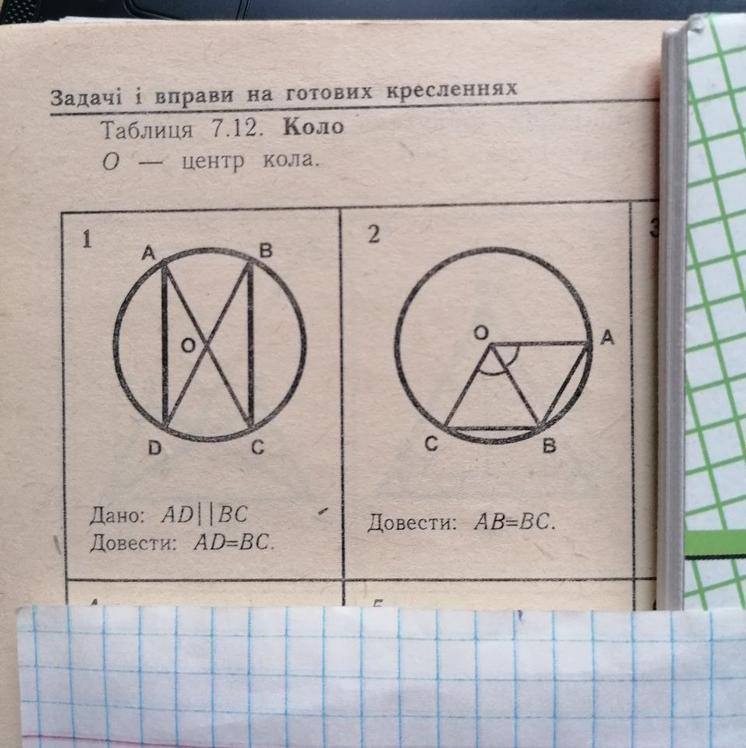 Задачі і вправи на готових кресленнях
Таблиця 7.12. Коло
O — центр кола.
1
A
B
O
D
C
Дано: AD||BC
Довести: AD=BC.
2
O
A
C
B
Довести: AB=BC.